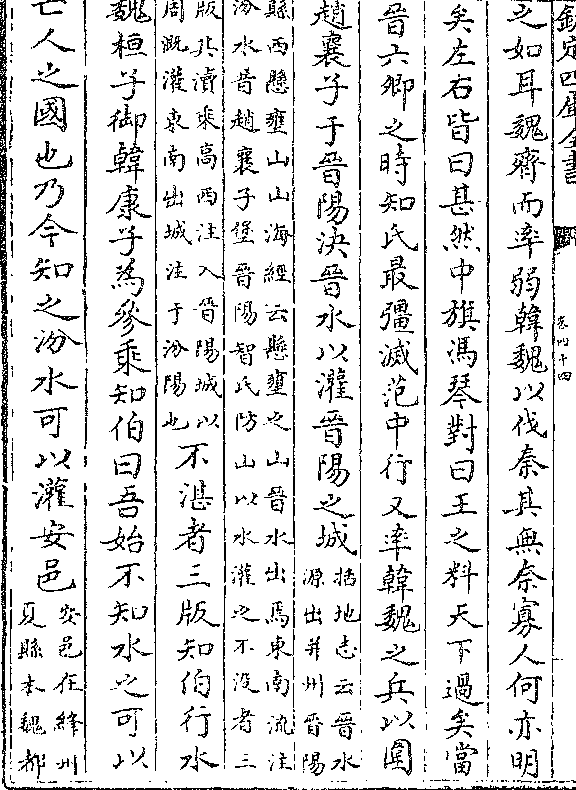 欽定四庫全書
卷四十四
之如耳魏齊而率弱韓魏以伐秦其無奈寡人何亦明
矣左右皆曰甚然中旗馮琴對曰王之料天下過矣當
晉六卿之時知氏最彊滅范中行又率韓魏之兵以圍
趙襄子于晉陽決晉水以灌晉陽之城括地志云晉水
源出并州晉陽
縣西懸壅山山海經云懸壅之山晉水出焉東南流注
汾水昔趙襄子堡晉陽智氏防山以水灌之不沒者三
版其瀆乘高西注入晉陽城以
周溉灌東南出城注于汾陽也不湛者三版知伯行水
魏桓子御韓康子為參乘知伯曰吾始不知水之可以
亡人之國也乃今知之汾水可以灌安邑安邑在絳州
夏縣本魏都